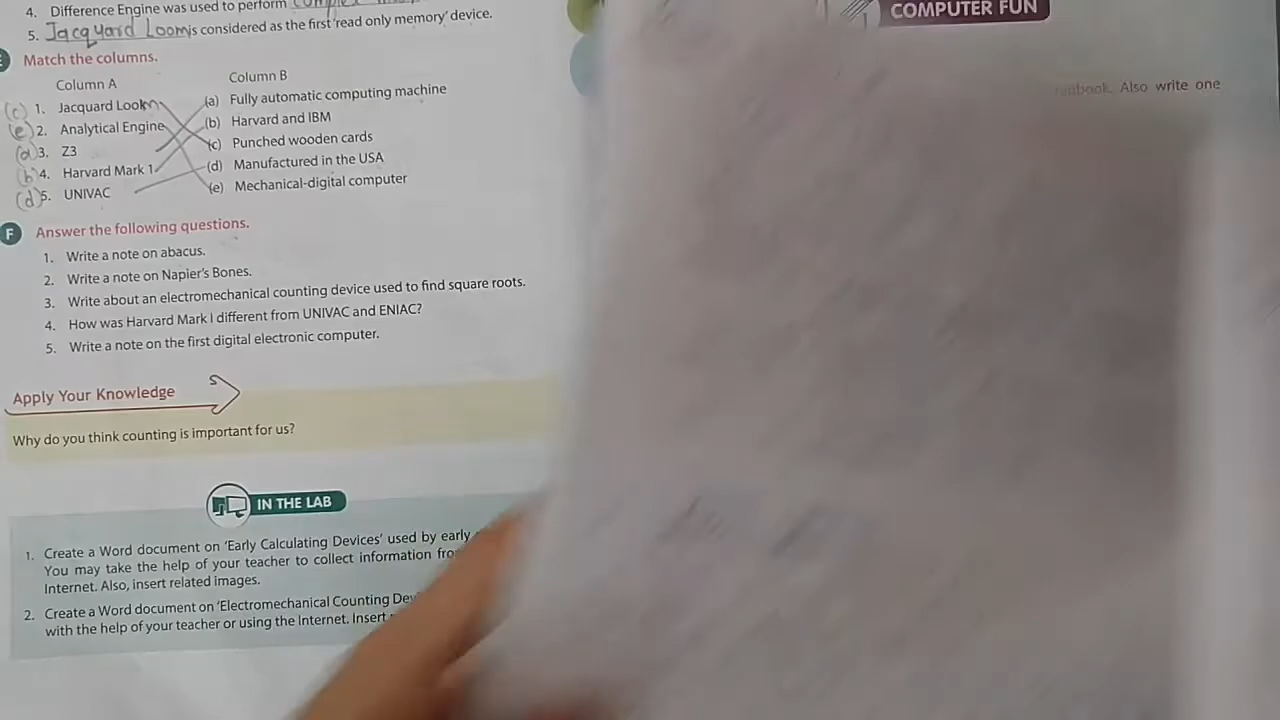 4. Difference Engine was used to perform
5. Jacquard Loom is considered as the first 'read only memory' device.
Match the columns.
Column A Column B
(c) 1. Jacquard Loom (a) Fully automatic computing machine
(e) 2. Analytical Engine (b) Harvard and IBM
(a) 3. Z3 (c) Punched wooden cards
(b) 4. Harvard Mark 1 (d) Manufactured in the USA
(d) 5. UNIVAC (e) Mechanical-digital computer
F Answer the following questions.
1. Write a note on abacus.
2. Write a note on Napier's Bones.
3. Write about an electromechanical counting device used to find square roots.
4. How was Harvard Mark I different from UNIVAC and ENIAC?
5. Write a note on the first digital electronic computer.
Apply Your Knowledge
Why do you think counting is important for us?
IN THE LAB
1. Create a Word document on 'Early Calculating Devices' used by early
You may take the help of your teacher to collect information
Internet. Also, insert related images.
2. Create a Word document on 'Electromechanical Counting
with the help of your teacher or using the Internet. Insert
COMPUTER FUN
Also write one